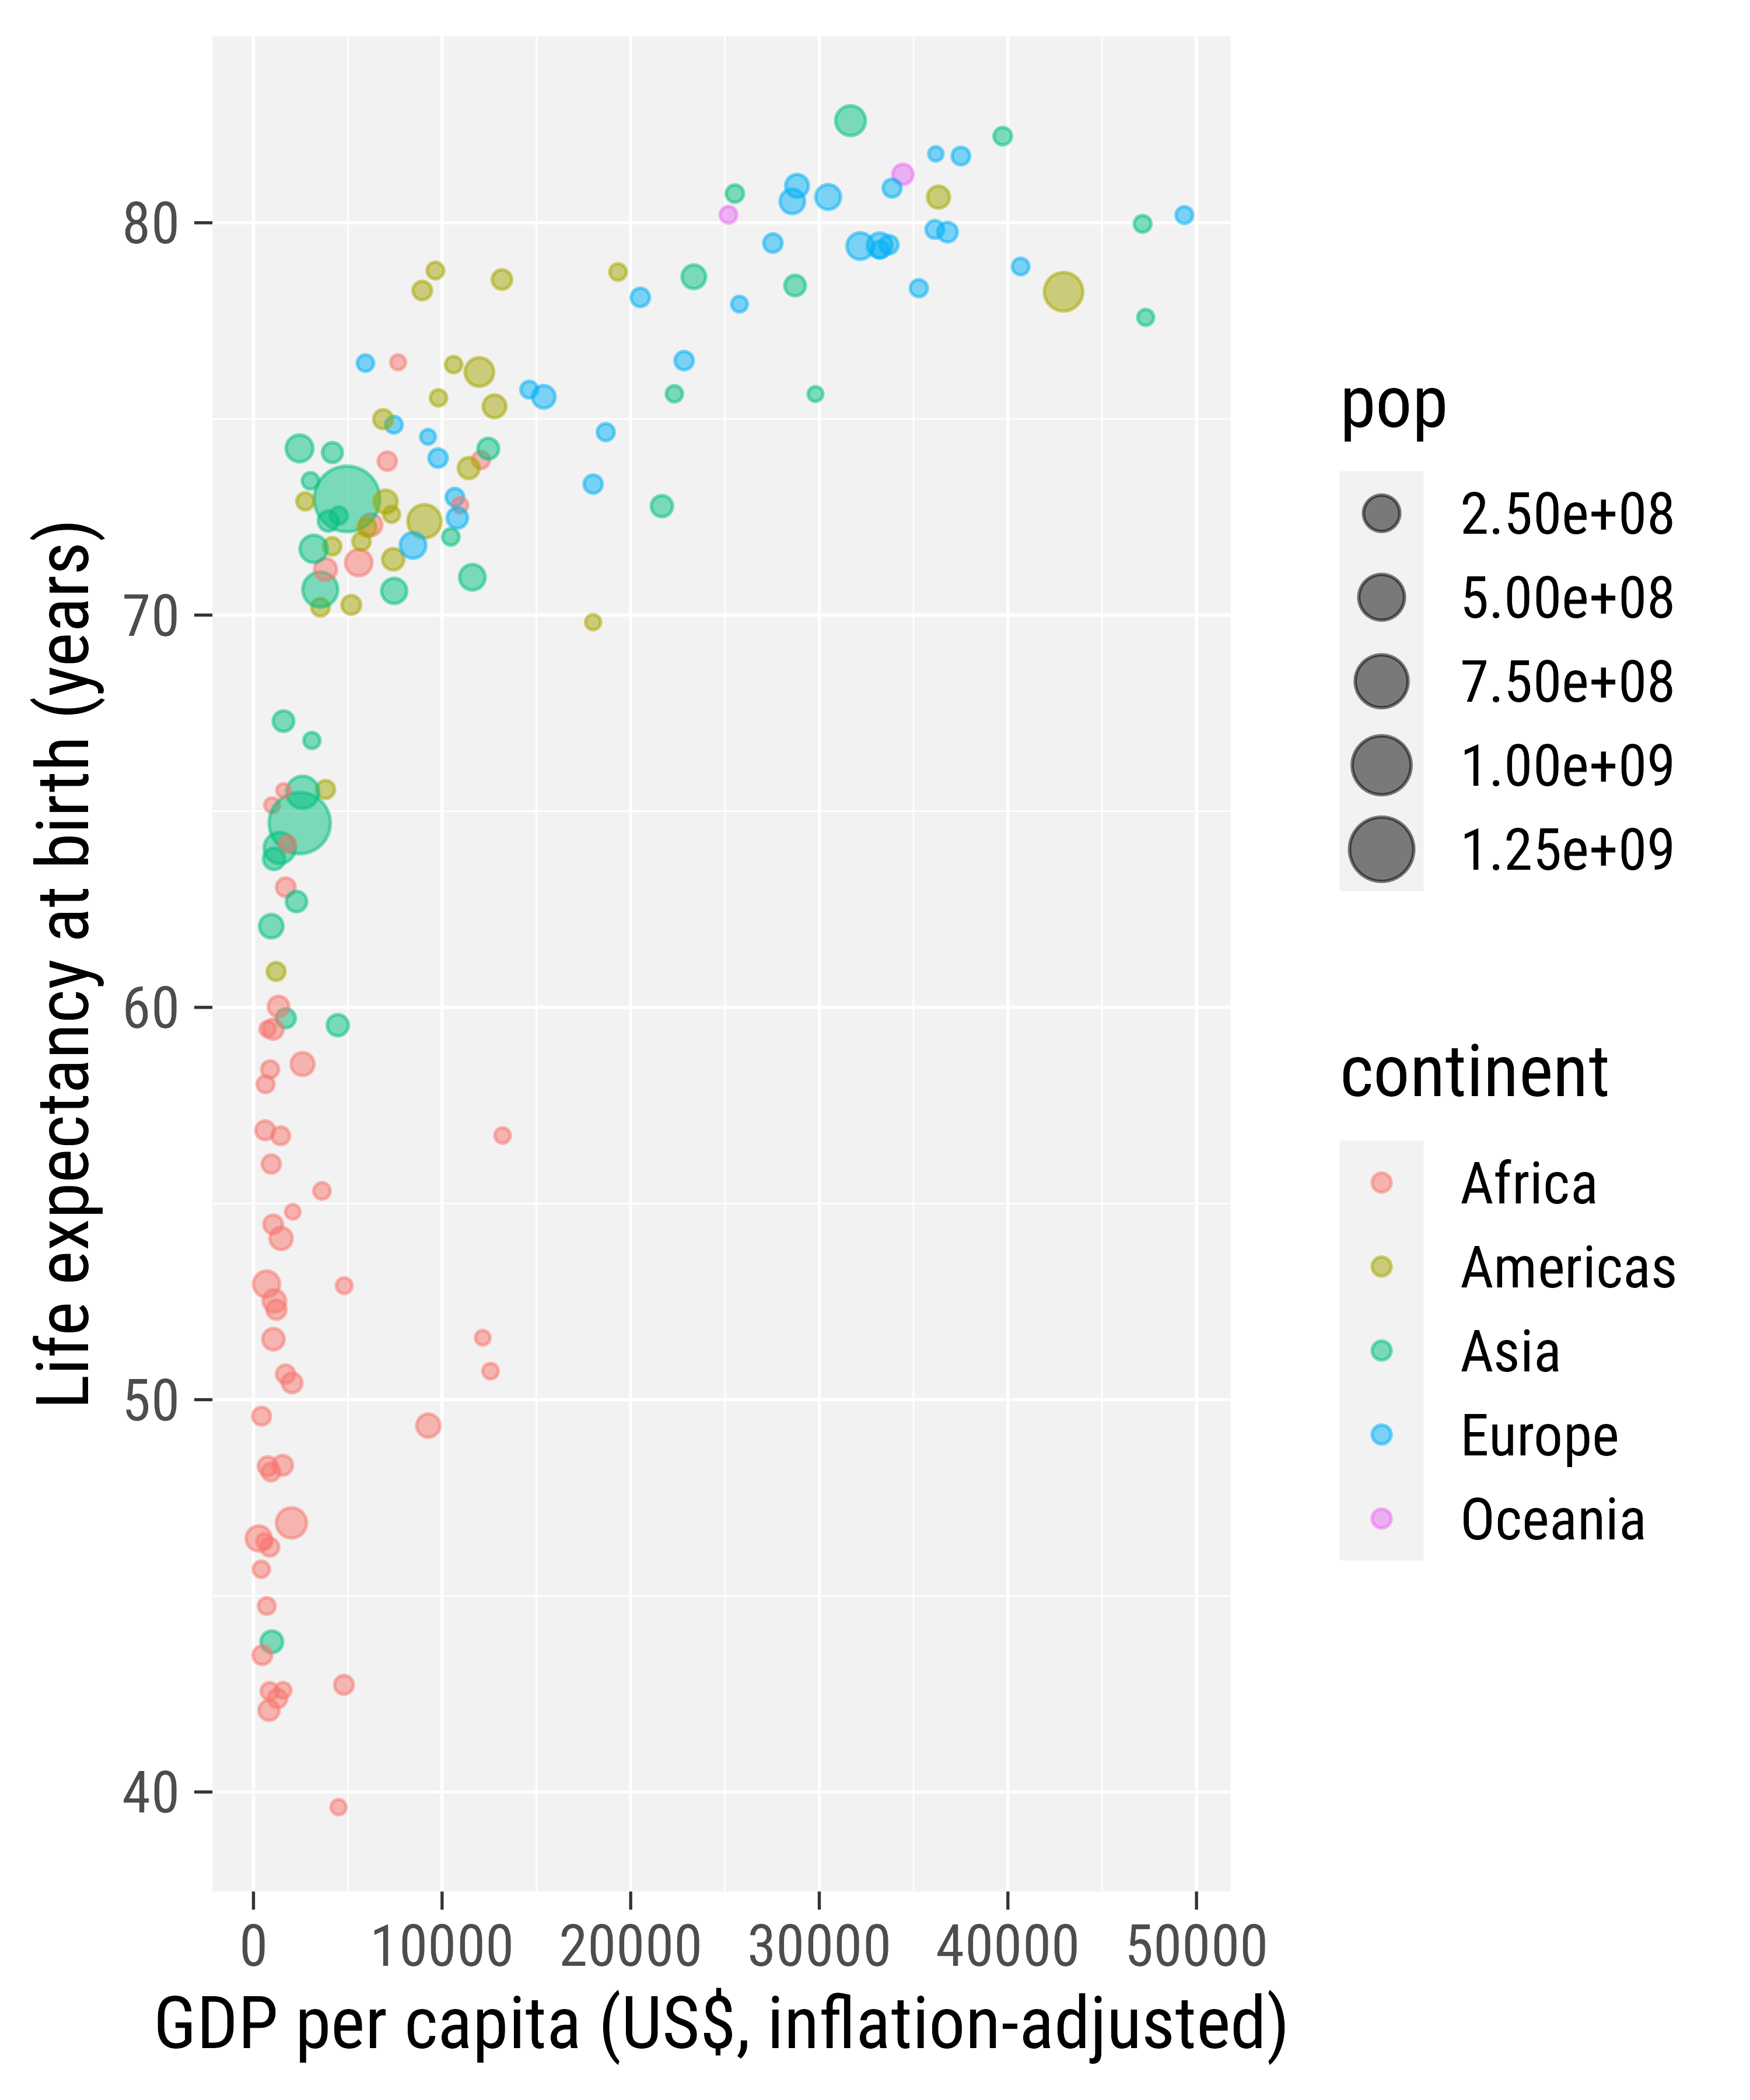 Life expectancy at birth (years)
80
70
60
50
40
0 10000 20000 30000 40000 50000
GDP per capita (US$, inflation-adjusted)
pop
2.50e+08
5.00e+08
7.50e+08
1.00e+09
1.25e+09
continent
Africa
Americas
Asia
Europe
Oceania